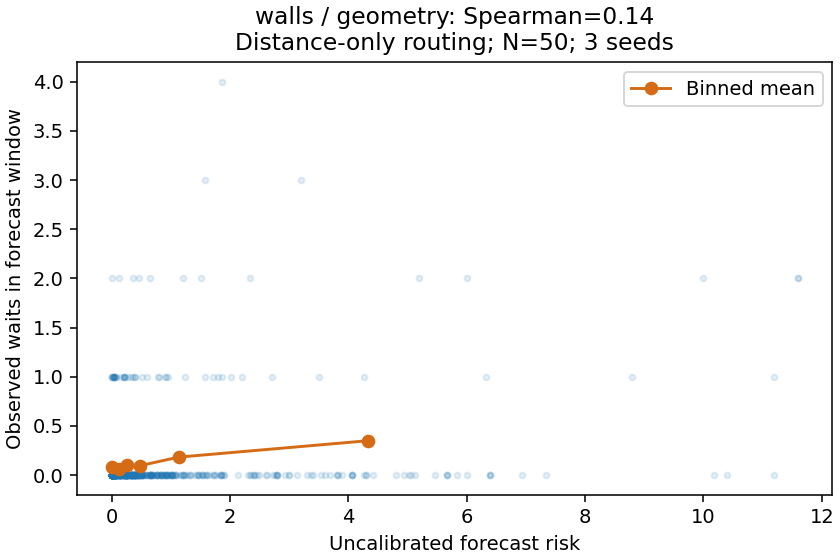 walls / geometry: Spearman=0.14
Distance-only routing; N=50; 3 seeds
Binned mean
Observed waits in forecast window
4.0
3.5
3.0
2.5
2.0
1.5
1.0
0.5
0.0
0 2 4 6 8 10 12
Uncalibrated forecast risk